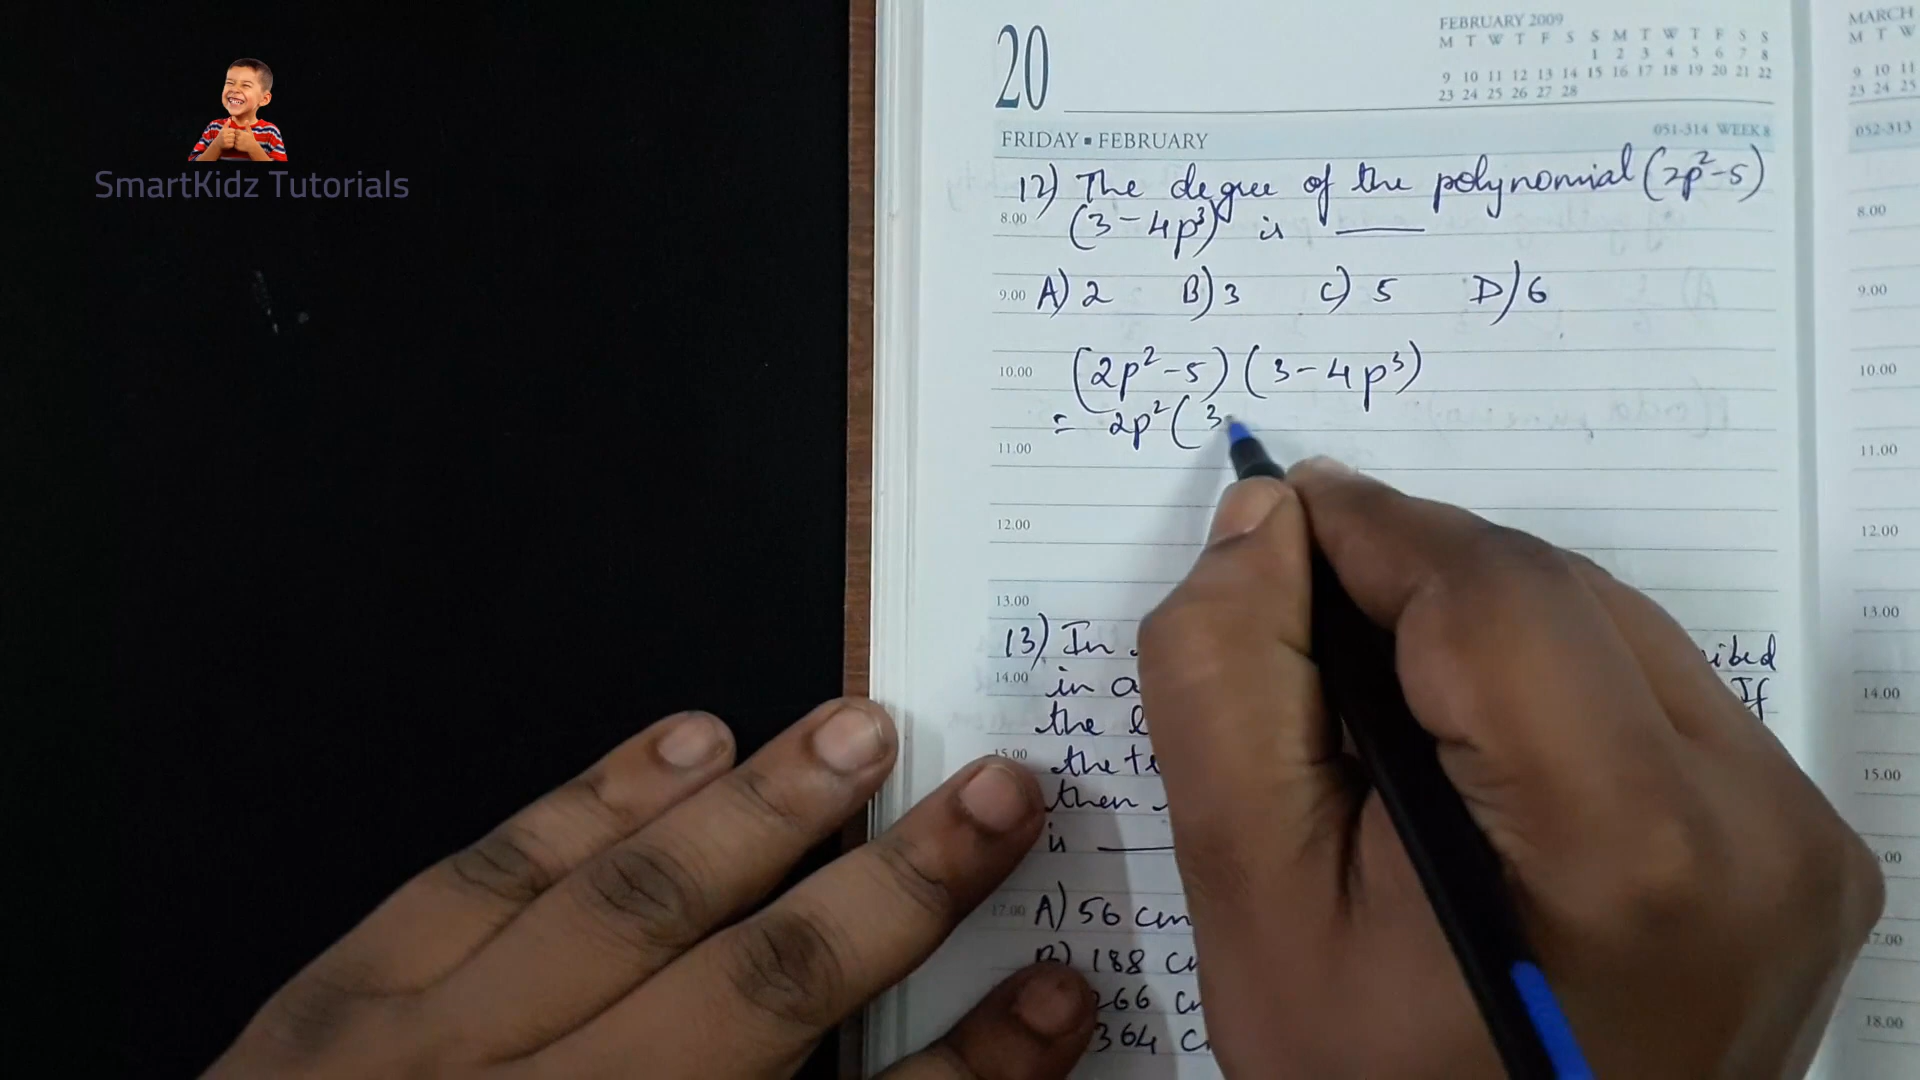 SmartKidz Tutorials
20
FEBRUARY 2009
M T W T F S S M T W T F S S
1 2 3 4 5 6 7 8
9 10 11 12 13 14 15 16 17 18 19 20 21 22
23 24 25 26 27 28
FRIDAY ▪ FEBRUARY
051-314 WEEK 8
12) The degree of the polynomial (2p²-5)
8.00 (3-4p³) is ____
9.00 A) 2 B) 3 C) 5 D) 6
10.00 (2p²-5) (3-4p³)
= 2p² (3
11.00
12.00
13.00
13) In
14.00 in a If
the
15.00 the
then
is ____
17.00 A) 56 cm
B) 188
266
364
MARCH
M T W
9 10 11
23 24 25
052-313
8.00
9.00
10.00
11.00
12.00
13.00
14.00
15.00
17.00
18.00